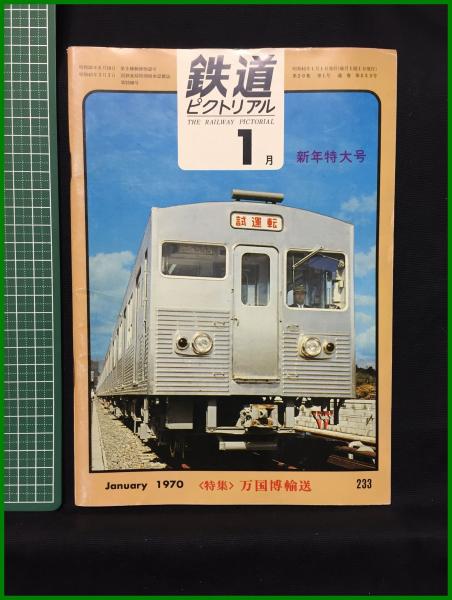 鉄道
ピクトリアル
THE RAILWAY PICTORIAL
1月
新年特大号
試運転
January 1970 〈特集〉万国博輸送 233